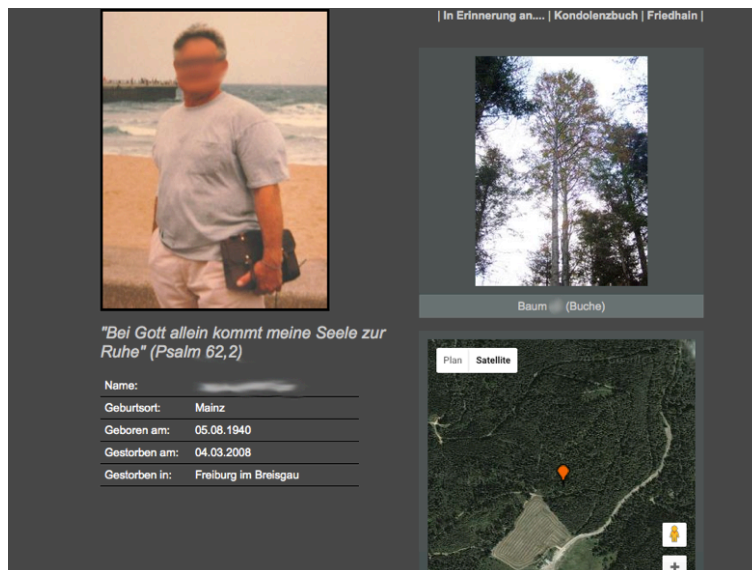 | In Erinnerung an.... | Kondolenzbuch | Friedhain |
Baum (Buche)
"Bei Gott allein kommt meine Seele zur
Ruhe" (Psalm 62,2)
Name:
Geburtsort: Mainz
Geboren am: 05.08.1940
Gestorben am: 04.03.2008
Gestorben in: Freiburg im Breisgau
Plan Satellite
+